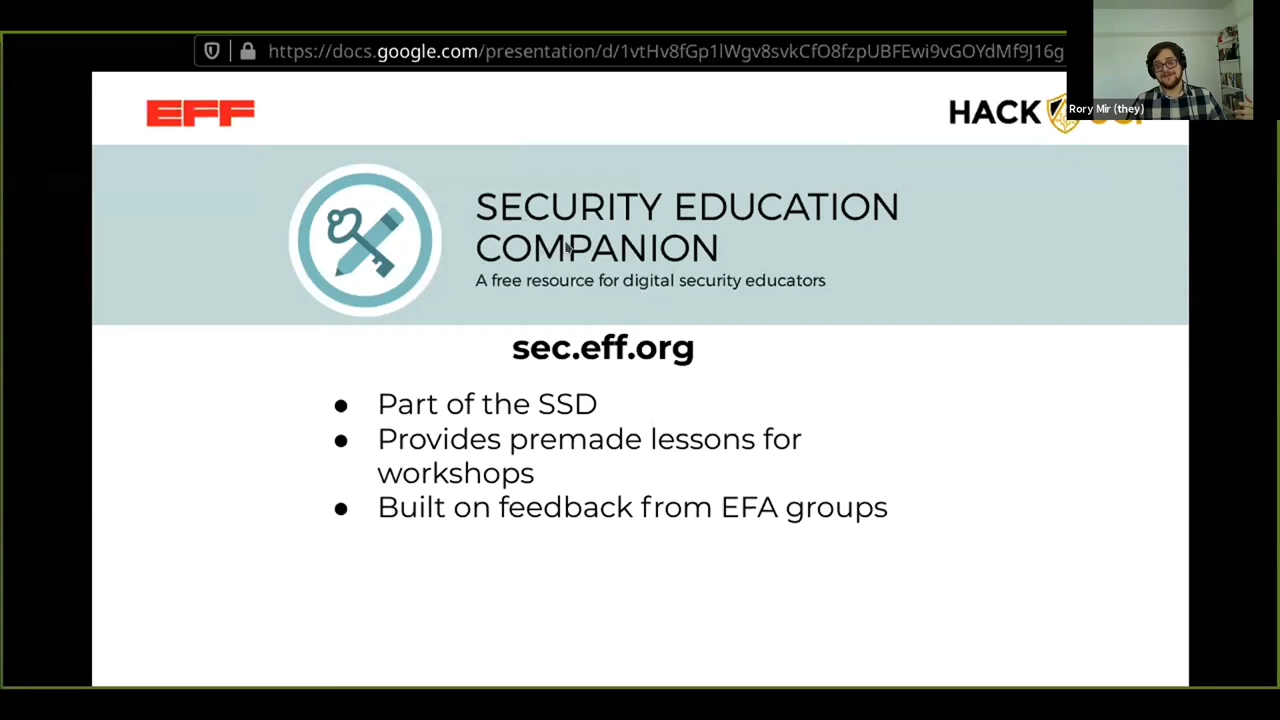 https://docs.google.com/presentation/d/1vtHv8fGp1lWgv8svkCfO8fzpUBFEwi9vGOYdMf9J16g
EFF
HACK
Rory Mir (they)
SECURITY EDUCATION
COMPANION
A free resource for digital security educators
sec.eff.org
● Part of the SSD
● Provides premade lessons for
workshops
● Built on feedback from EFA groups